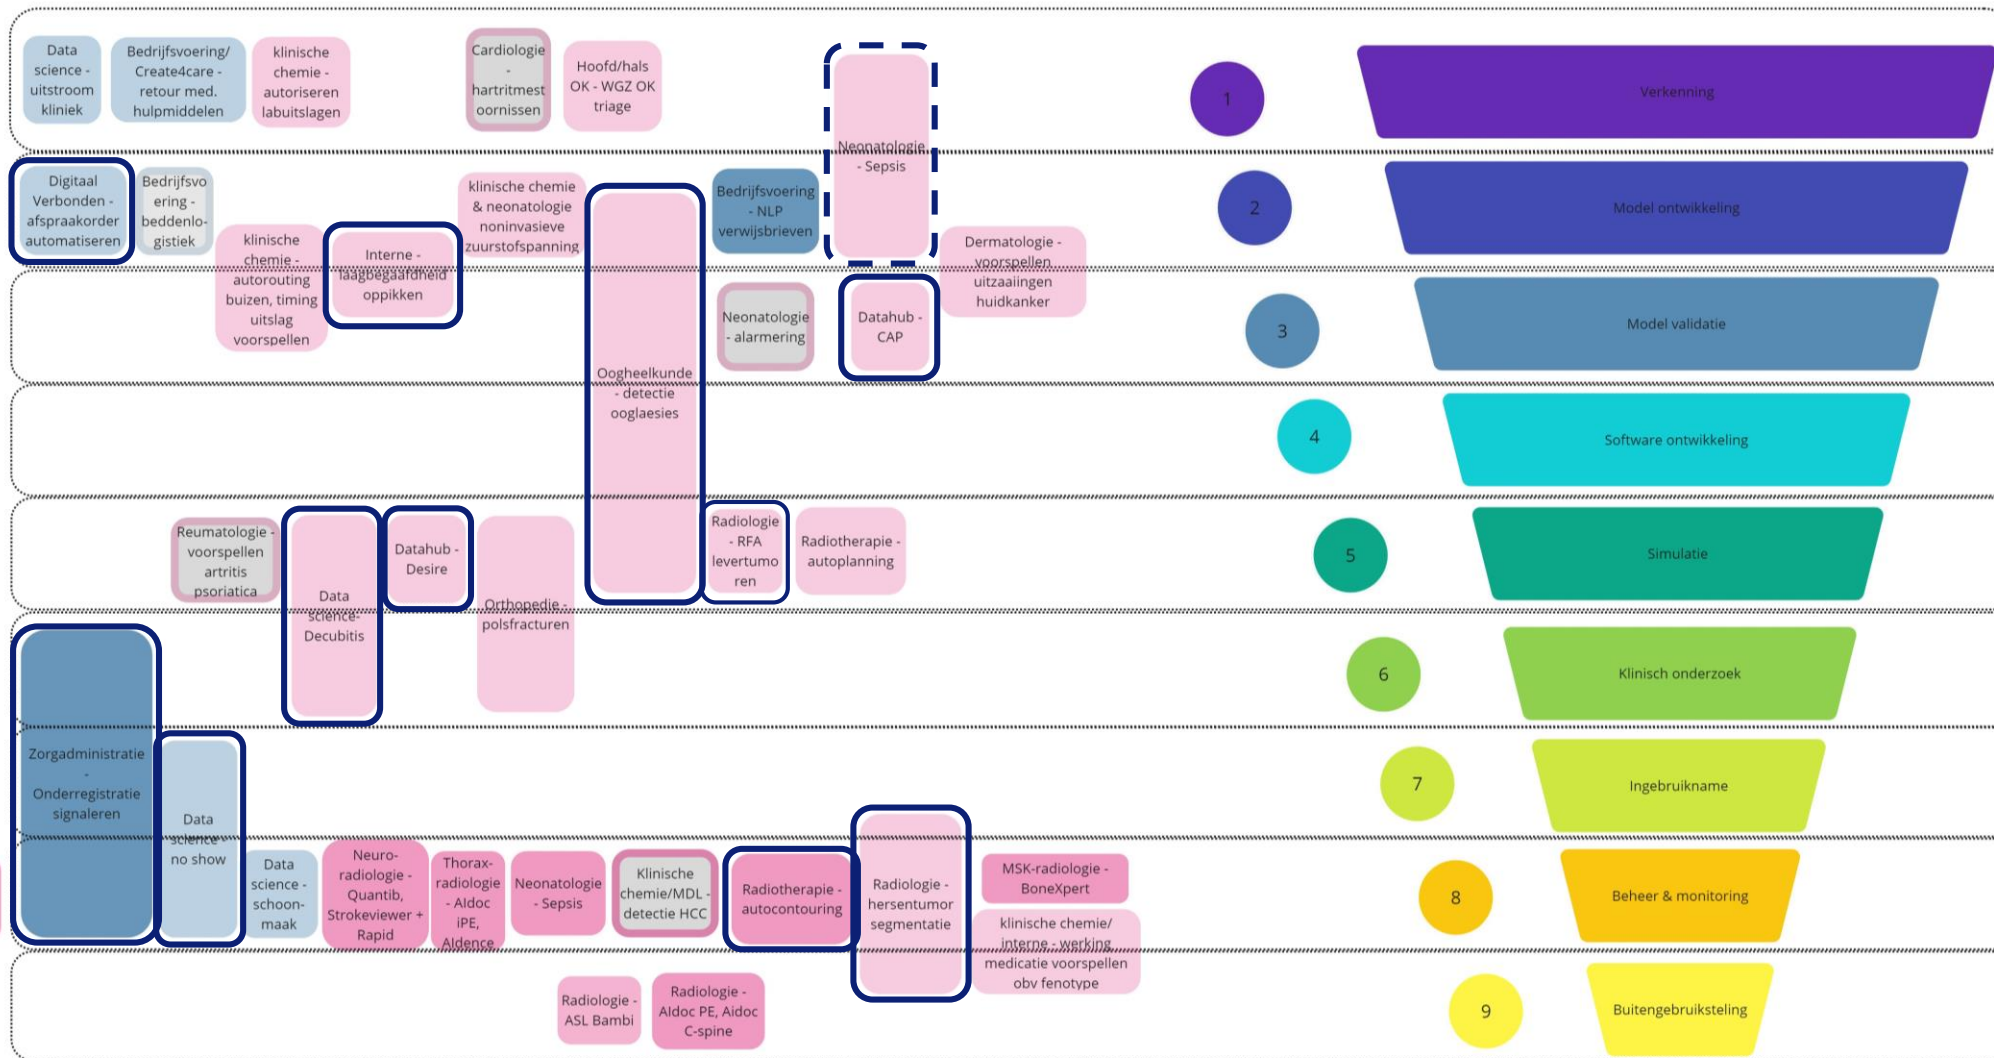 Data
science -
uitstroom
kliniek
Bedrijfsvoering/
Create4care -
retour med.
hulpmiddelen
klinische
chemie -
autoriseren
labuitslagen
Cardiologie
-
hartritmest
oornissen
Hoofd/hals
OK - WGZ OK
triage
Neonatologie
- Sepsis
1
Verkenning
Digitaal
Verbonden -
afspraakorder
automatiseren
Bedrijfsvo
ering -
beddenlo-
gistiek
klinische
chemie -
autorouting
buizen, timing
uitslag
voorspellen
Interne -
laagbegaafdheid
oppikken
klinische chemie
& neonatologie
noninvasieve
zuurstofspanning
Oogheelkunde
- detectie
ooglaesies
Bedrijfsvoering
- NLP
verwijsbrieven
Dermatologie -
voorspellen
uitzaaiingen
huidkanker
2
Model ontwikkeling
Neonatologie
- alarmering
Datahub -
CAP
3
Model validatie
4
Software ontwikkeling
Reumatologie -
voorspellen
artritis
psoriatica
Data
science-
Decubitis
Datahub -
Desire
Orthopedie -
polsfracturen
Radiologie
- RFA
levertumo
ren
Radiotherapie -
autoplanning
5
Simulatie
6
Klinisch onderzoek
Zorgadministratie
-
Onderregistratie
signaleren
Data
science -
no show
7
Ingebruikname
Data
science -
schoon-
maak
Neuro-
radiologie -
Quantib,
Strokeviewer +
Rapid
Thorax-
radiologie
- AIdoc
iPE,
AIdence
Neonatologie
- Sepsis
Klinische
chemie/MDL -
detectie HCC
Radiotherapie -
autocontouring
Radiologie -
hersentumor
segmentatie
MSK-radiologie -
BoneXpert
klinische chemie/
interne - werking
medicatie voorspellen
obv fenotype
8
Beheer & monitoring
Radiologie -
ASL Bambi
Radiologie -
AIdoc PE, Aidoc
C-spine
9
Buitengebruiksteling